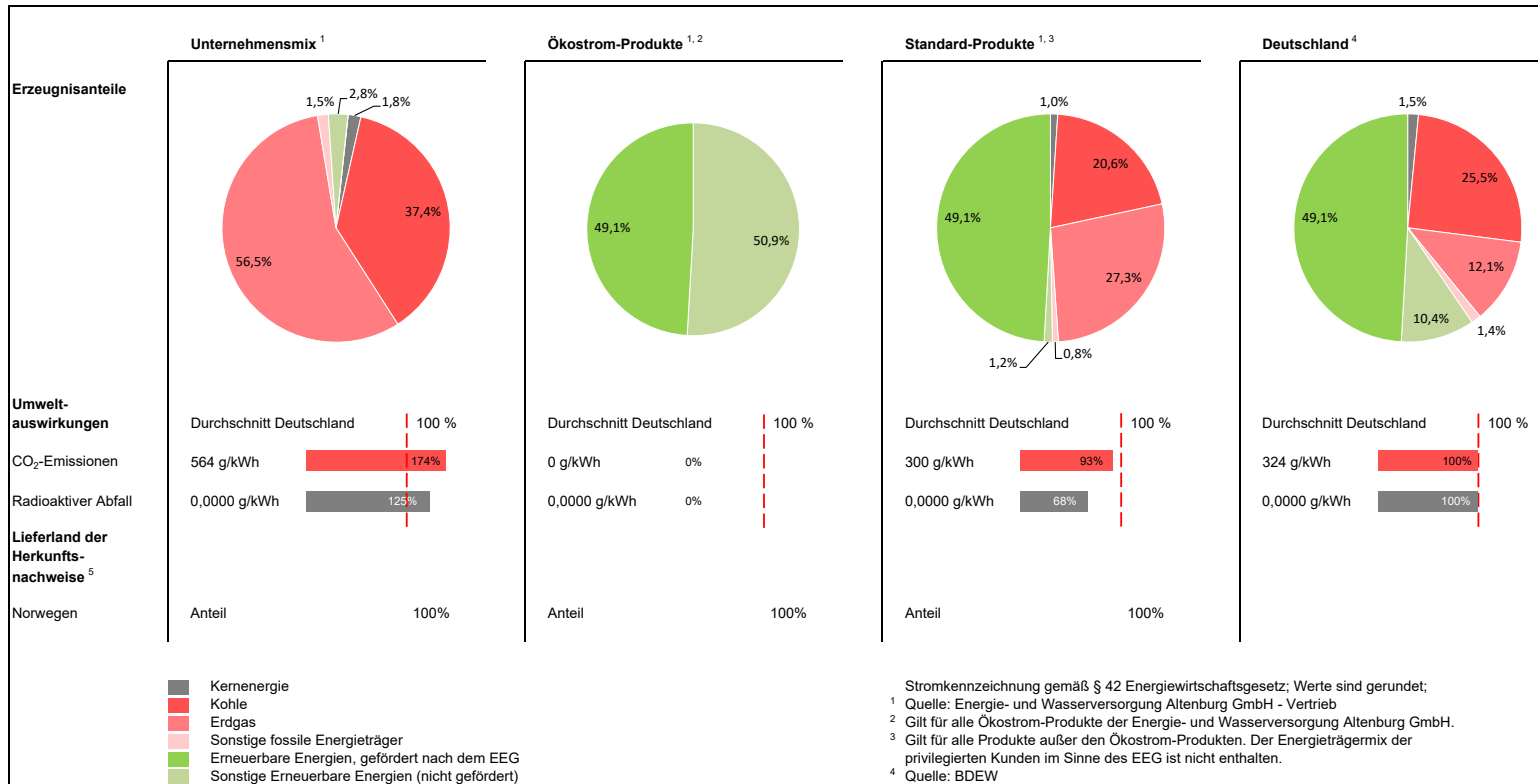 Unternehmensmix 1
Ökostrom-Produkte 1, 2
Standard-Produkte 1, 3
Deutschland 4
Erzeugnisanteile
1,5%
2,8%
1,8%
37,4%
56,5%
49,1%
50,9%
1,0%
20,6%
49,1%
27,3%
1,2%
0,8%
1,5%
25,5%
49,1%
12,1%
10,4%
1,4%
Umwelt-
auswirkungen
Durchschnitt Deutschland 100 %
Durchschnitt Deutschland 100 %
Durchschnitt Deutschland 100 %
Durchschnitt Deutschland 100 %
CO2-Emissionen
564 g/kWh 174%
0 g/kWh 0%
300 g/kWh 93%
324 g/kWh 100%
Radioaktiver Abfall
0,0000 g/kWh 125%
0,0000 g/kWh 0%
0,0000 g/kWh 68%
0,0000 g/kWh 100%
Lieferland der
Herkunfts-
nachweise 5
Norwegen
Anteil 100%
Anteil 100%
Anteil 100%
Kernenergie
Kohle
Erdgas
Sonstige fossile Energieträger
Erneuerbare Energien, gefördert nach dem EEG
Sonstige Erneuerbare Energien (nicht gefördert)
Stromkennzeichnung gemäß § 42 Energiewirtschaftsgesetz; Werte sind gerundet;
1 Quelle: Energie- und Wasserversorgung Altenburg GmbH - Vertrieb
2 Gilt für alle Ökostrom-Produkte der Energie- und Wasserversorgung Altenburg GmbH.
3 Gilt für alle Produkte außer den Ökostrom-Produkten. Der Energieträgermix der
privilegierten Kunden im Sinne des EEG ist nicht enthalten.
4 Quelle: BDEW